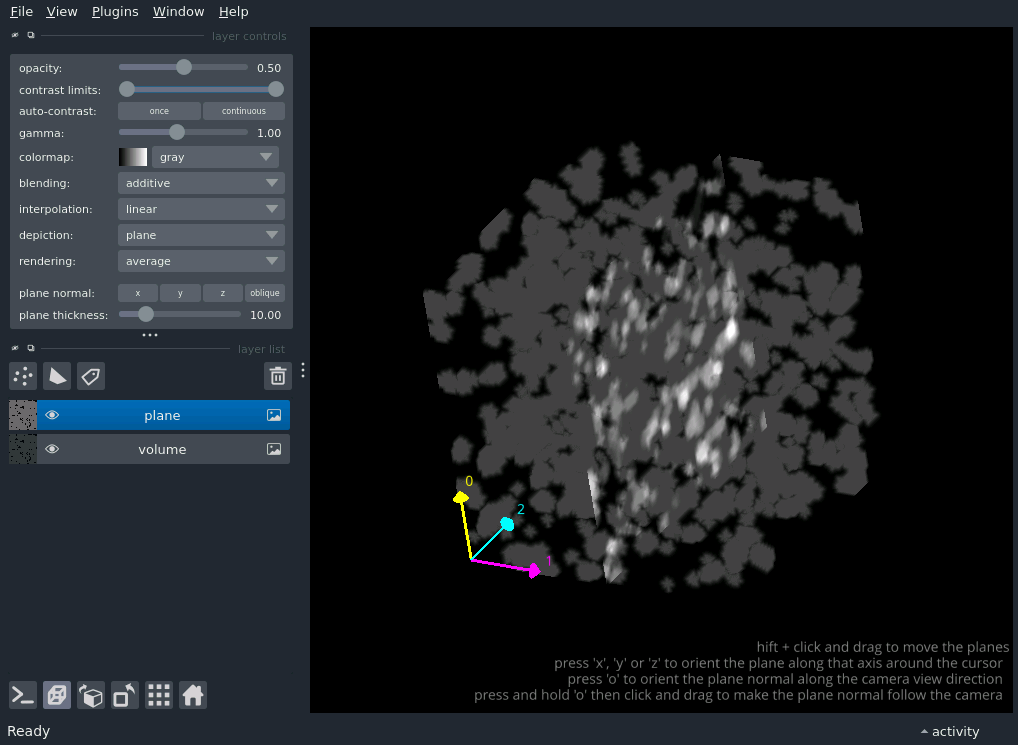 File View Plugins Window Help
layer controls
opacity: 0.50
contrast limits:
auto-contrast: once continuous
gamma: 1.00
colormap: gray
blending: additive
interpolation: linear
depiction: plane
rendering: average
plane normal: x y z oblique
plane thickness: 10.00
layer list
plane
volume
0
2
1
hift + click and drag to move the planes
press 'x', 'y' or 'z' to orient the plane along that axis around the cursor
press 'o' to orient the plane normal along the camera view direction
press and hold 'o' then click and drag to make the plane normal follow the camera
Ready activity